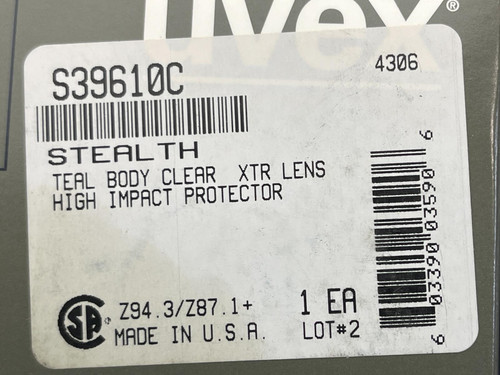 uvex®
S39610C
4306
STEALTH
TEAL BODY CLEAR XTR LENS
HIGH IMPACT PROTECTOR
6 03390 03590 6
SA Z94.3/Z87.1+
MADE IN U.S.A.
1 EA
LOT#2